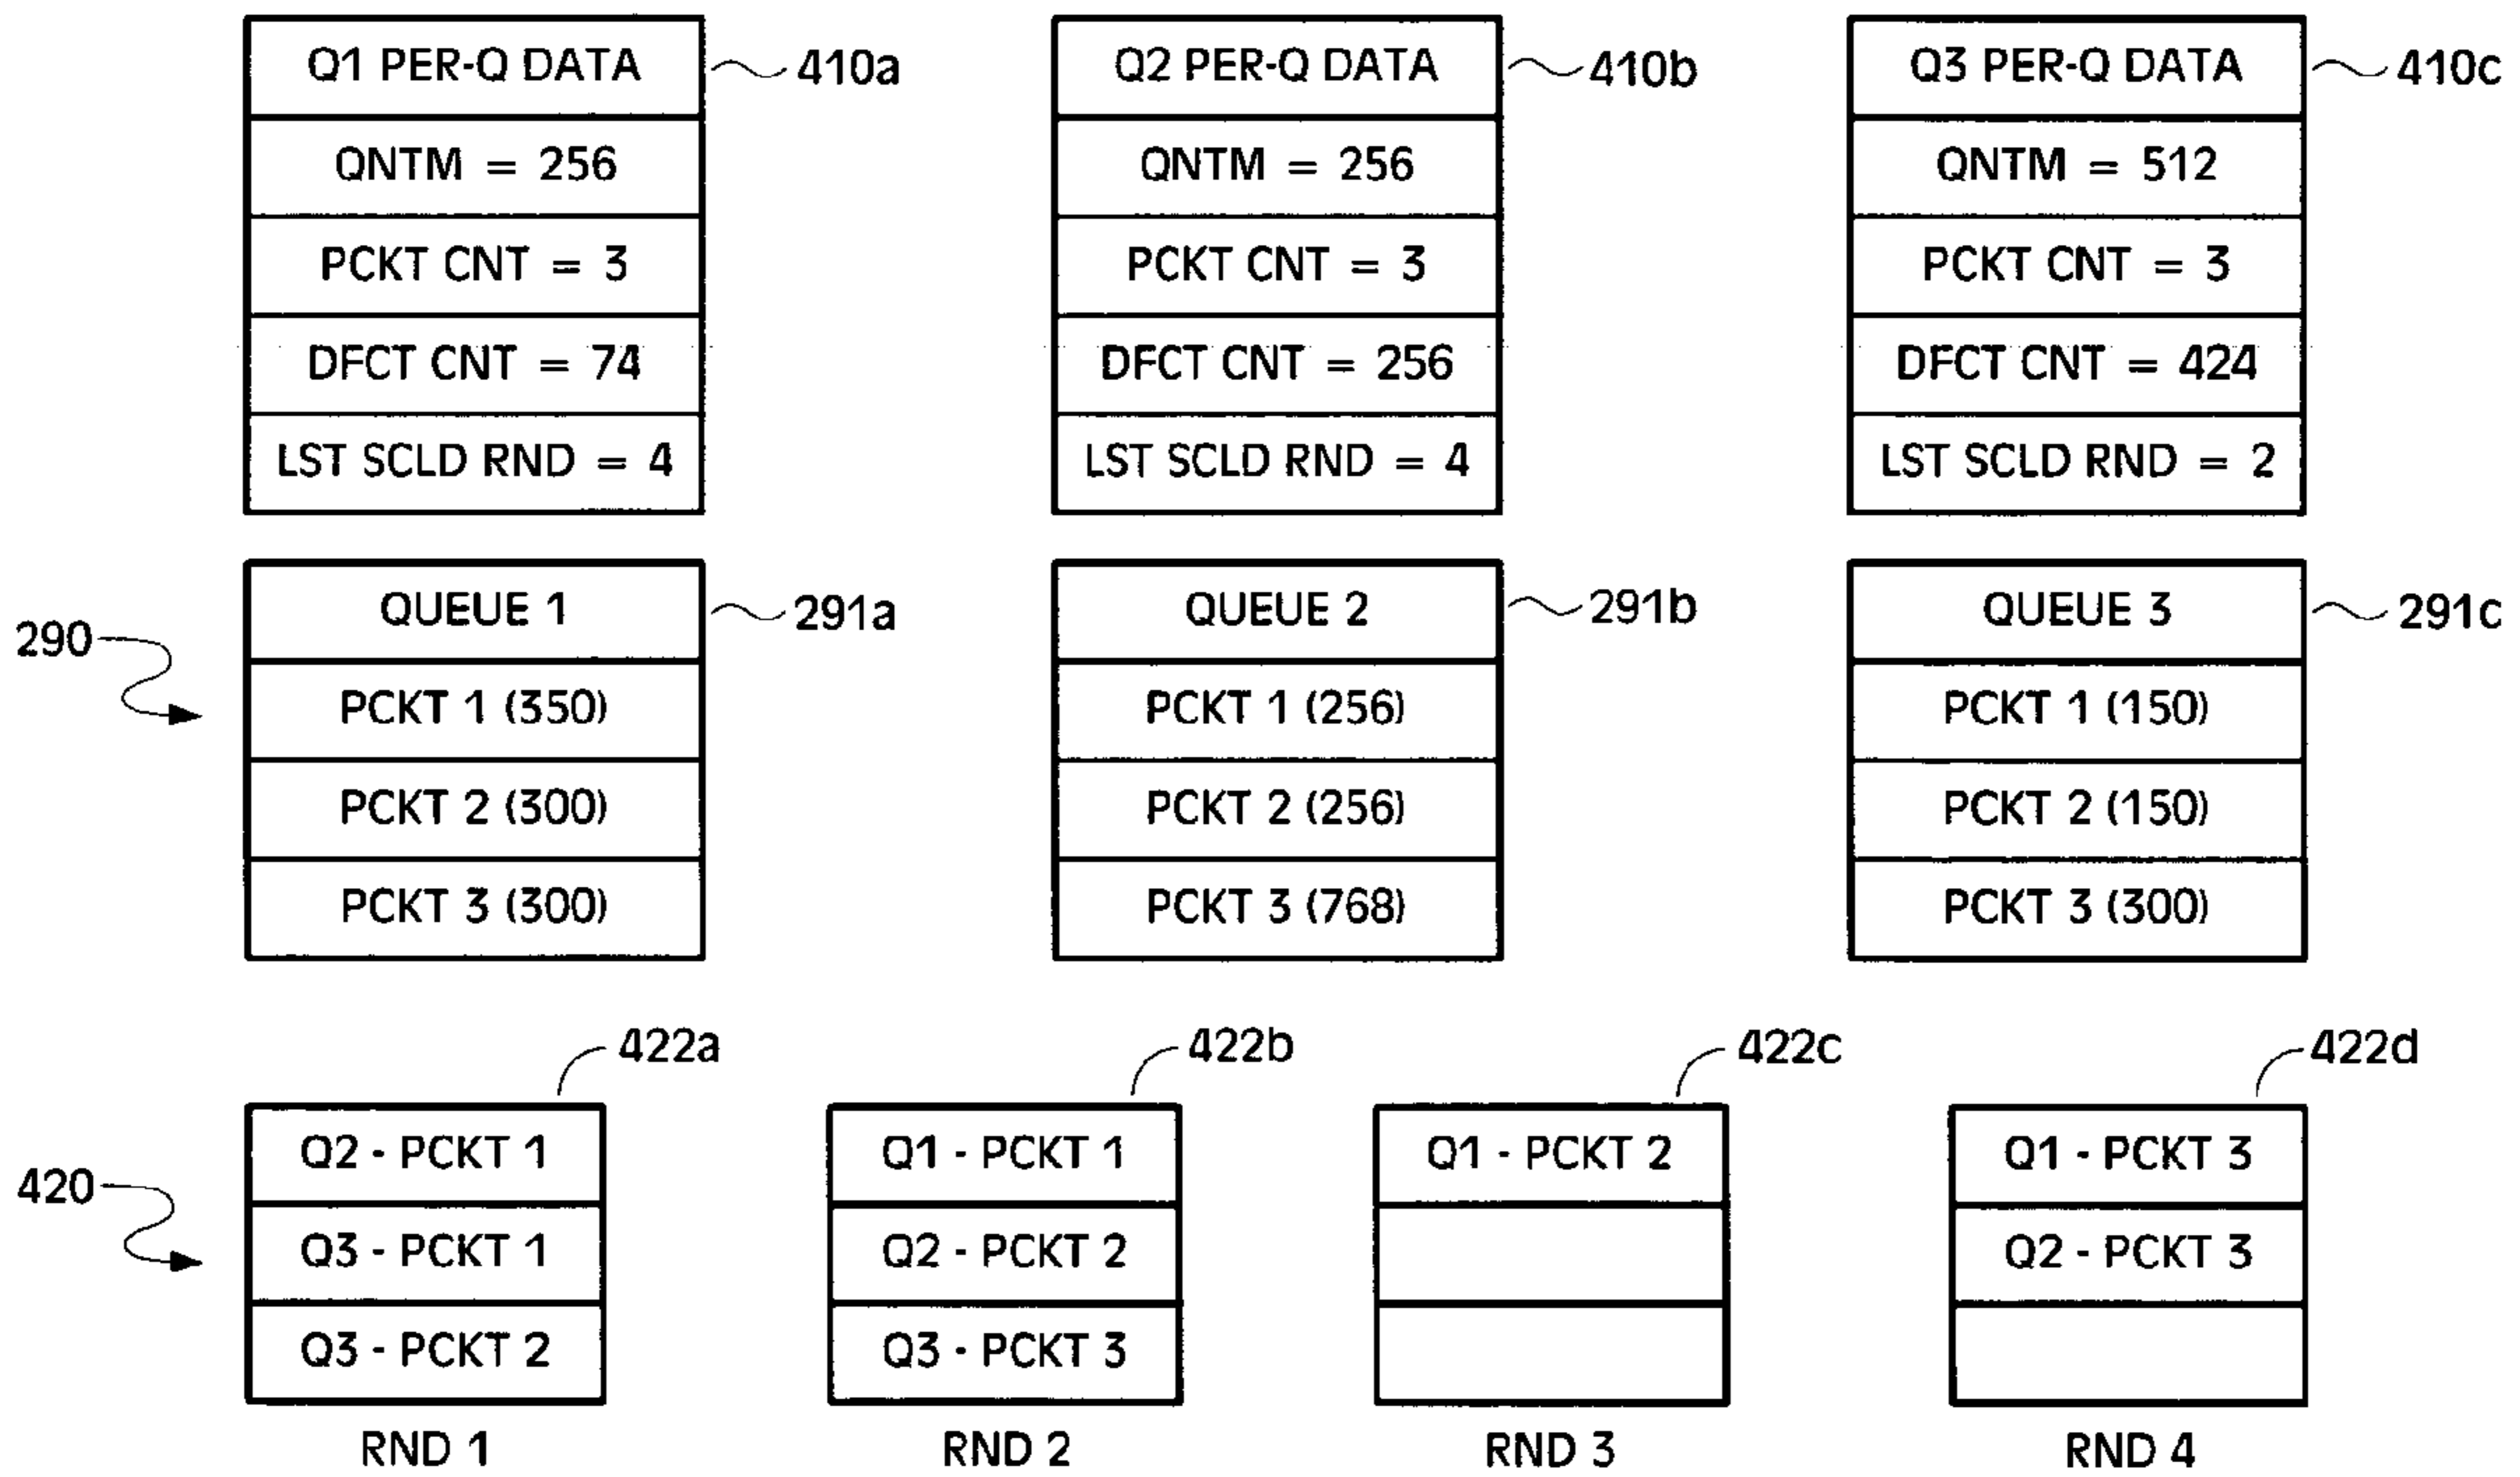 Q1 PER-Q DATA
410a
QNTM = 256
PCKT CNT = 3
DFCT CNT = 74
LST SCLD RND = 4
Q2 PER-Q DATA
410b
QNTM = 256
PCKT CNT = 3
DFCT CNT = 256
LST SCLD RND = 4
Q3 PER-Q DATA
410c
QNTM = 512
PCKT CNT = 3
DFCT CNT = 424
LST SCLD RND = 2
290
QUEUE 1
291a
PCKT 1 (350)
PCKT 2 (300)
PCKT 3 (300)
QUEUE 2
291b
PCKT 1 (256)
PCKT 2 (256)
PCKT 3 (768)
QUEUE 3
291c
PCKT 1 (150)
PCKT 2 (150)
PCKT 3 (300)
420
422a
Q2 - PCKT 1
Q3 - PCKT 1
Q3 - PCKT 2
RND 1
422b
Q1 - PCKT 1
Q2 - PCKT 2
Q3 - PCKT 3
RND 2
422c
Q1 - PCKT 2
RND 3
422d
Q1 - PCKT 3
Q2 - PCKT 3
RND 4